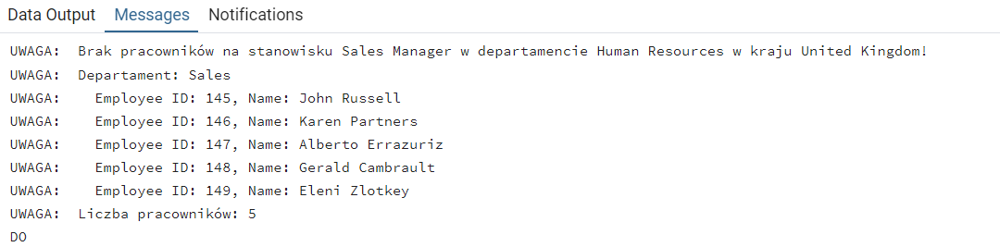 Data Output Messages Notifications
UWAGA:  Brak pracowników na stanowisku Sales Manager w departamencie Human Resources w kraju United Kingdom!
UWAGA:  Departament: Sales
UWAGA:    Employee ID: 145, Name: John Russell
UWAGA:    Employee ID: 146, Name: Karen Partners
UWAGA:    Employee ID: 147, Name: Alberto Errazuriz
UWAGA:    Employee ID: 148, Name: Gerald Cambrault
UWAGA:    Employee ID: 149, Name: Eleni Zlotkey
UWAGA:  Liczba pracowników: 5
DO